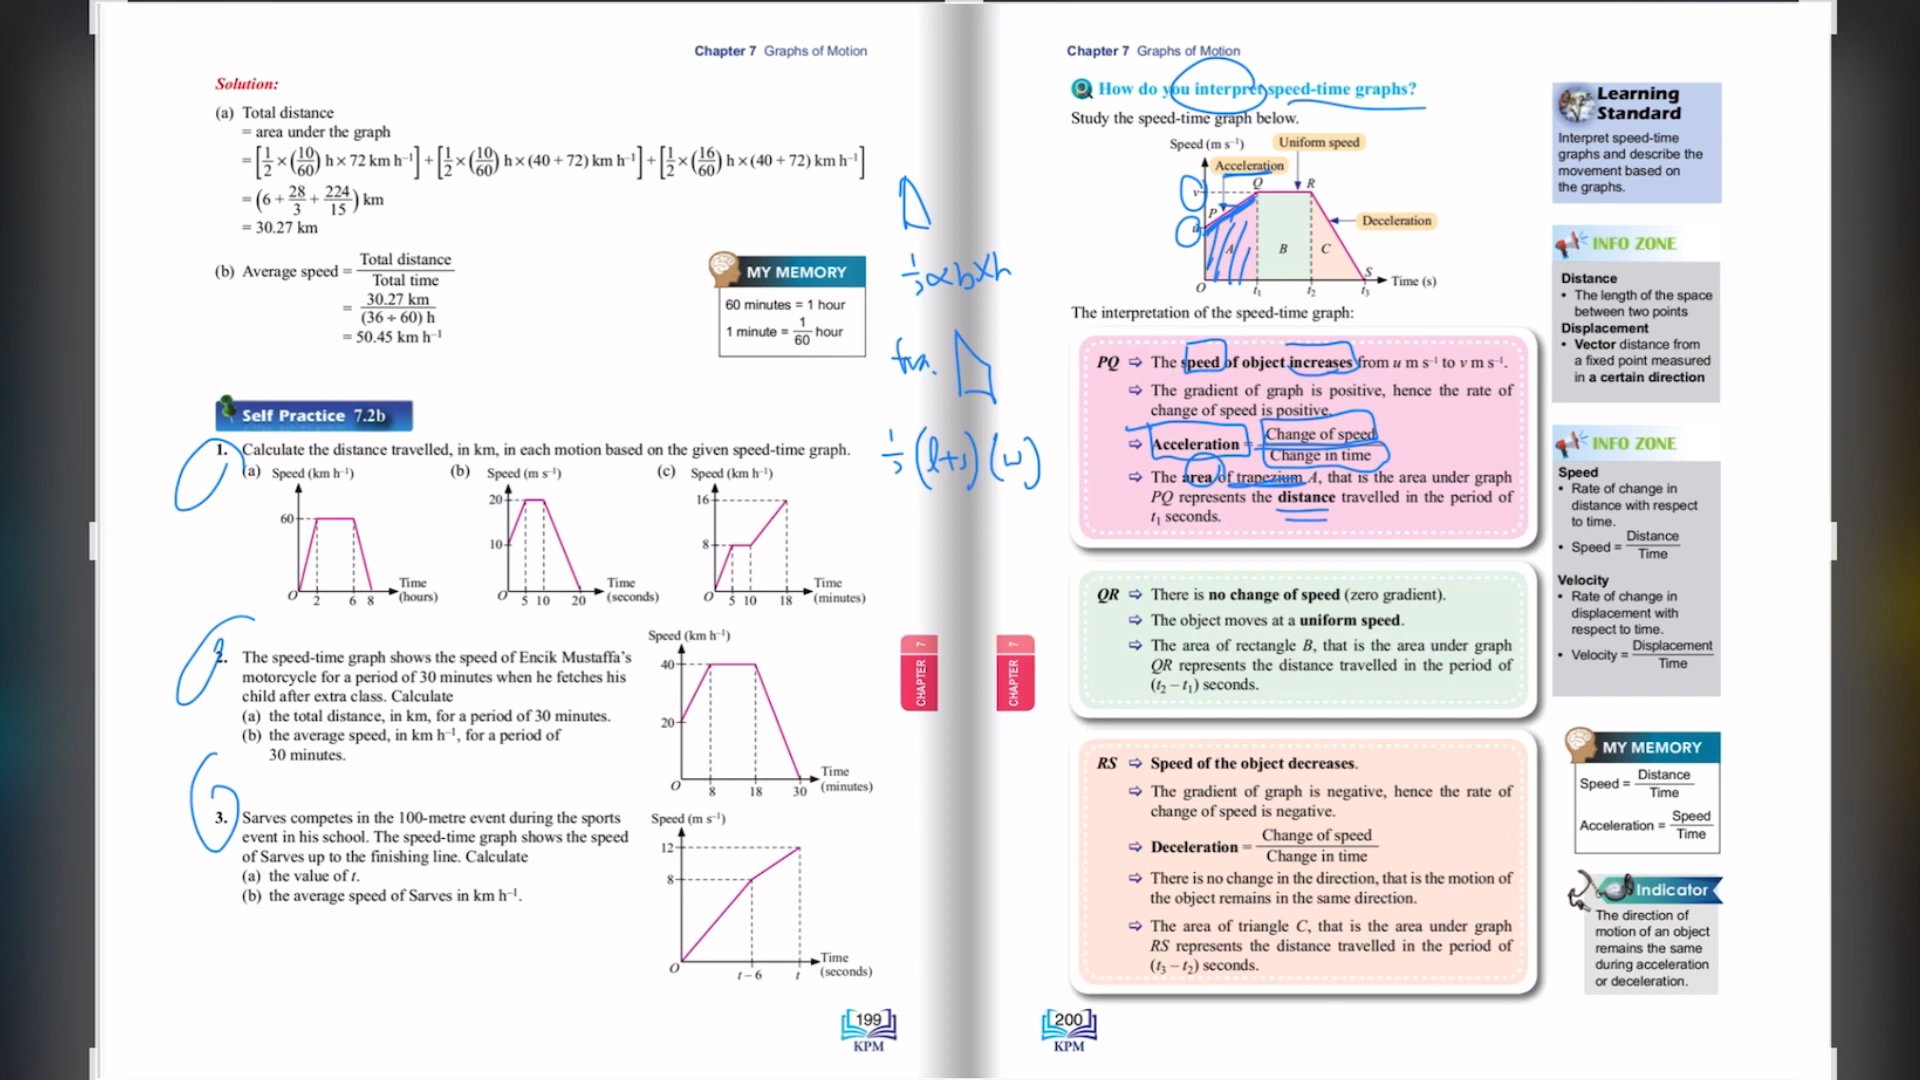 Chapter 7 Graphs of Motion
Solution:
(a) Total distance
= area under the graph
= [1/2 × (10/60) h × 72 km h⁻¹] + [1/2 × (10/60) h × (40 + 72) km h⁻¹] + [1/2 × (16/60) h × (40 + 72) km h⁻¹]
= (6 + 28/3 + 224/15) km
= 30.27 km
(b) Average speed = Total distance / Total time
= 30.27 km / (36 ÷ 60) h
= 50.45 km h⁻¹
MY MEMORY
60 minutes = 1 hour
1 minute = 1/60 hour
Self Practice 7.2b
1. Calculate the distance travelled, in km, in each motion based on the given speed-time graph.
(a) Speed (km h⁻¹)
60
O 2 6 8
Time
(hours)
(b) Speed (m s⁻¹)
20
10
O 5 10 20
Time
(seconds)
(c) Speed (km h⁻¹)
16
8
O 5 10 18
Time
(minutes)
2. The speed-time graph shows the speed of Encik Mustaffa's
motorcycle for a period of 30 minutes when he fetches his
child after extra class. Calculate
(a) the total distance, in km, for a period of 30 minutes.
(b) the average speed, in km h⁻¹, for a period of
30 minutes.
Speed (km h⁻¹)
40
20
O 8 18 30
Time
(minutes)
3. Sarves competes in the 100-metre event during the sports
event in his school. The speed-time graph shows the speed
of Sarves up to the finishing line. Calculate
(a) the value of t.
(b) the average speed of Sarves in km h⁻¹.
Speed (m s⁻¹)
12
8
O t – 6 t
Time
(seconds)
CHAPTER 7
199
KPM
1/2 × b × h
1/2 (l+s) (w)
Chapter 7 Graphs of Motion
How do you interpret speed-time graphs?
Study the speed-time graph below.
Speed (m s⁻¹)
Uniform speed
Acceleration
v
Q
R
P
u
Deceleration
A
B
C
S
O t₁ t₂ t₃
Time (s)
The interpretation of the speed-time graph:
PQ ⇨ The speed of object increases from u m s⁻¹ to v m s⁻¹.
⇨ The gradient of graph is positive, hence the rate of
change of speed is positive.
⇨ Acceleration = Change of speed / Change in time
⇨ The area of trapezium A, that is the area under graph
PQ represents the distance travelled in the period of
t₁ seconds.
QR ⇨ There is no change of speed (zero gradient).
⇨ The object moves at a uniform speed.
⇨ The area of rectangle B, that is the area under graph
QR represents the distance travelled in the period of
(t₂ – t₁) seconds.
RS ⇨ Speed of the object decreases.
⇨ The gradient of graph is negative, hence the rate of
change of speed is negative.
⇨ Deceleration = Change of speed / Change in time
⇨ There is no change in the direction, that is the motion of
the object remains in the same direction.
⇨ The area of triangle C, that is the area under graph
RS represents the distance travelled in the period of
(t₃ – t₂) seconds.
CHAPTER 7
200
KPM
Learning
Standard
Interpret speed-time
graphs and describe the
movement based on
the graphs.
INFO ZONE
Distance
• The length of the space
between two points
Displacement
• Vector distance from
a fixed point measured
in a certain direction
INFO ZONE
Speed
• Rate of change in
distance with respect
to time.
• Speed = Distance / Time
Velocity
• Rate of change in
displacement with
respect to time.
• Velocity = Displacement / Time
MY MEMORY
Speed = Distance / Time
Acceleration = Speed / Time
Indicator
The direction of
motion of an object
remains the same
during acceleration
or deceleration.